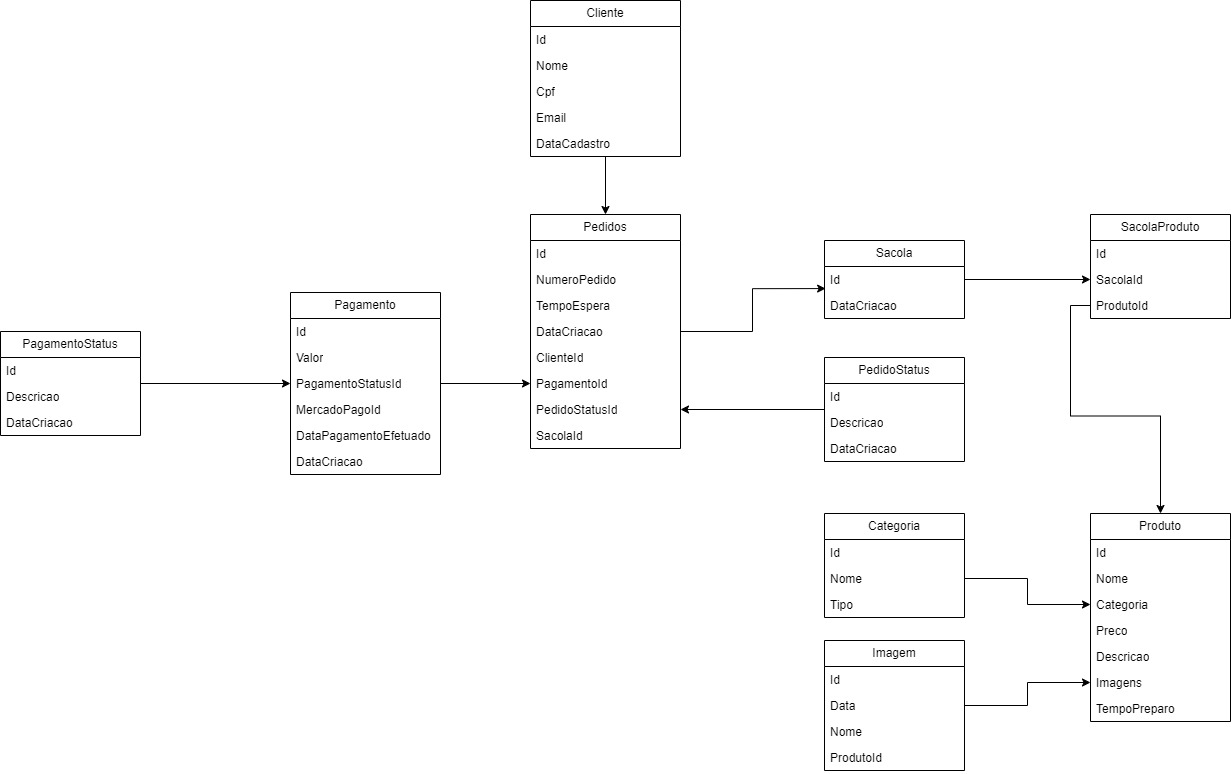 Cliente
Id
Nome
Cpf
Email
DataCadastro
Pedidos
Id
NumeroPedido
TempoEspera
DataCriacao
ClienteId
PagamentoId
PedidoStatusId
SacolaId
Sacola
Id
DataCriacao
SacolaProduto
Id
SacolaId
ProdutoId
Pagamento
Id
Valor
PagamentoStatusId
MercadoPagoId
DataPagamentoEfetuado
DataCriacao
PagamentoStatus
Id
Descricao
DataCriacao
PedidoStatus
Id
Descricao
DataCriacao
Categoria
Id
Nome
Tipo
Produto
Id
Nome
Categoria
Preco
Descricao
Imagens
TempoPreparo
Imagem
Id
Data
Nome
ProdutoId